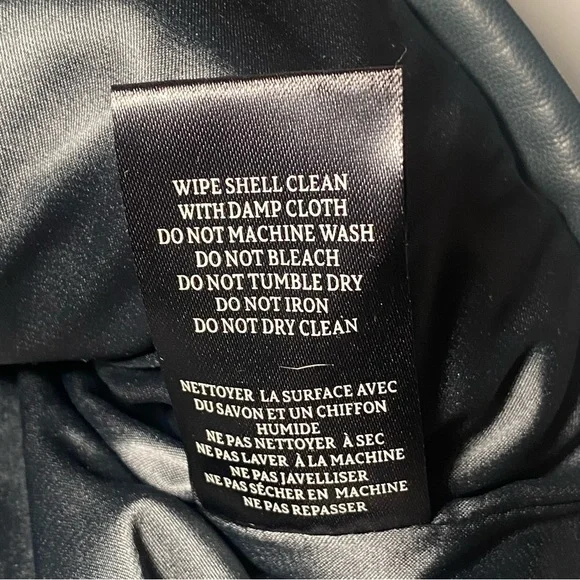 WIPE SHELL CLEAN
WITH DAMP CLOTH
DO NOT MACHINE WASH
DO NOT BLEACH
DO NOT TUMBLE DRY
DO NOT IRON
DO NOT DRY CLEAN
NETTOYER LA SURFACE AVEC
DU SAVON ET UN CHIFFON
HUMIDE
NE PAS NETTOYER À SEC
NE PAS LAVER À LA MACHINE
NE PAS JAVELLISER
NE PAS SÉCHER EN MACHINE
NE PAS REPASSER